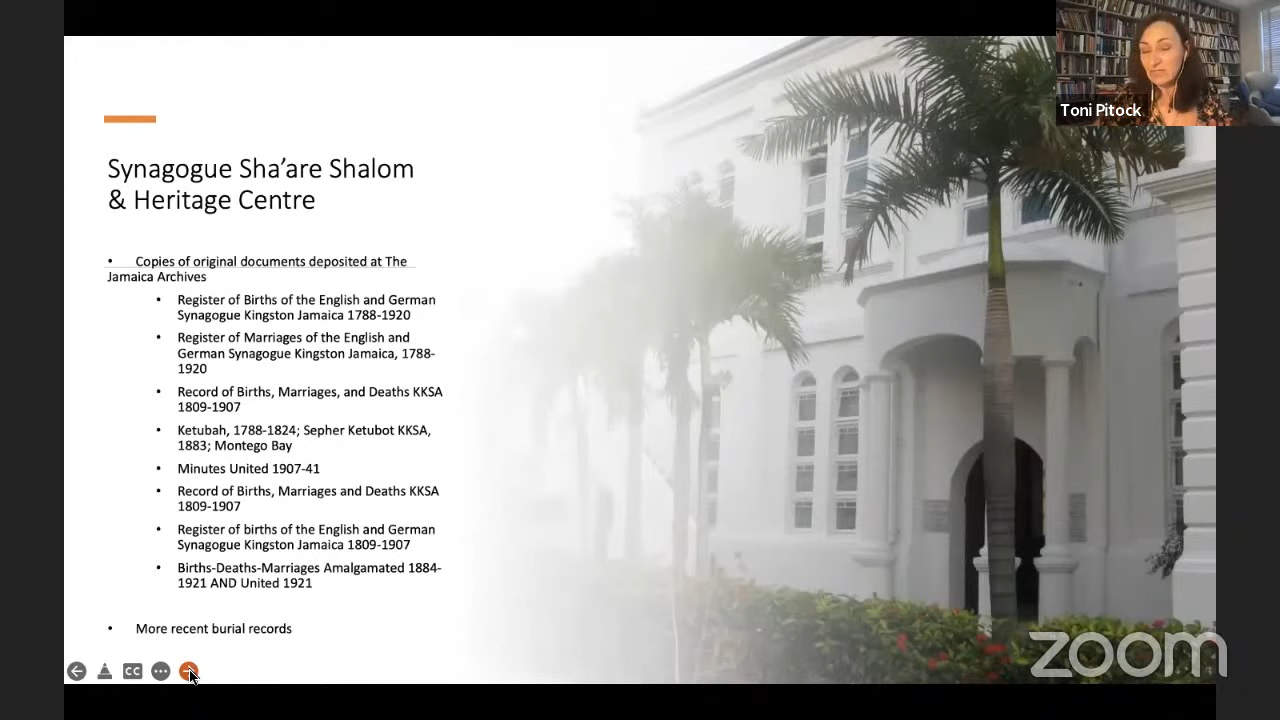 Toni Pitock
Synagogue Sha’are Shalom
& Heritage Centre
• Copies of original documents deposited at The
Jamaica Archives
• Register of Births of the English and German
Synagogue Kingston Jamaica 1788-1920
• Register of Marriages of the English and
German Synagogue Kingston Jamaica, 1788-
1920
• Record of Births, Marriages, and Deaths KKSA
1809-1907
• Ketubah, 1788-1824; Sepher Ketubot KKSA,
1883; Montego Bay
• Minutes United 1907-41
• Record of Births, Marriages and Deaths KKSA
1809-1907
• Register of births of the English and German
Synagogue Kingston Jamaica 1809-1907
• Births-Deaths-Marriages Amalgamated 1884-
1921 AND United 1921
• More recent burial records
CC
zoom